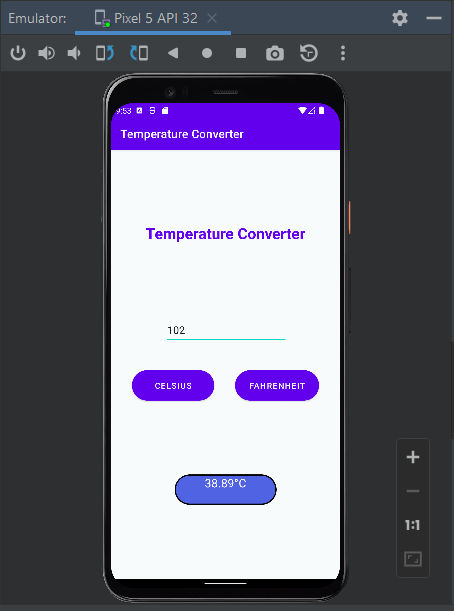 Emulator: Pixel 5 API 32
9:53
Temperature Converter
Temperature Converter
102
CELSIUS FAHRENHEIT
38.89°C
1:1